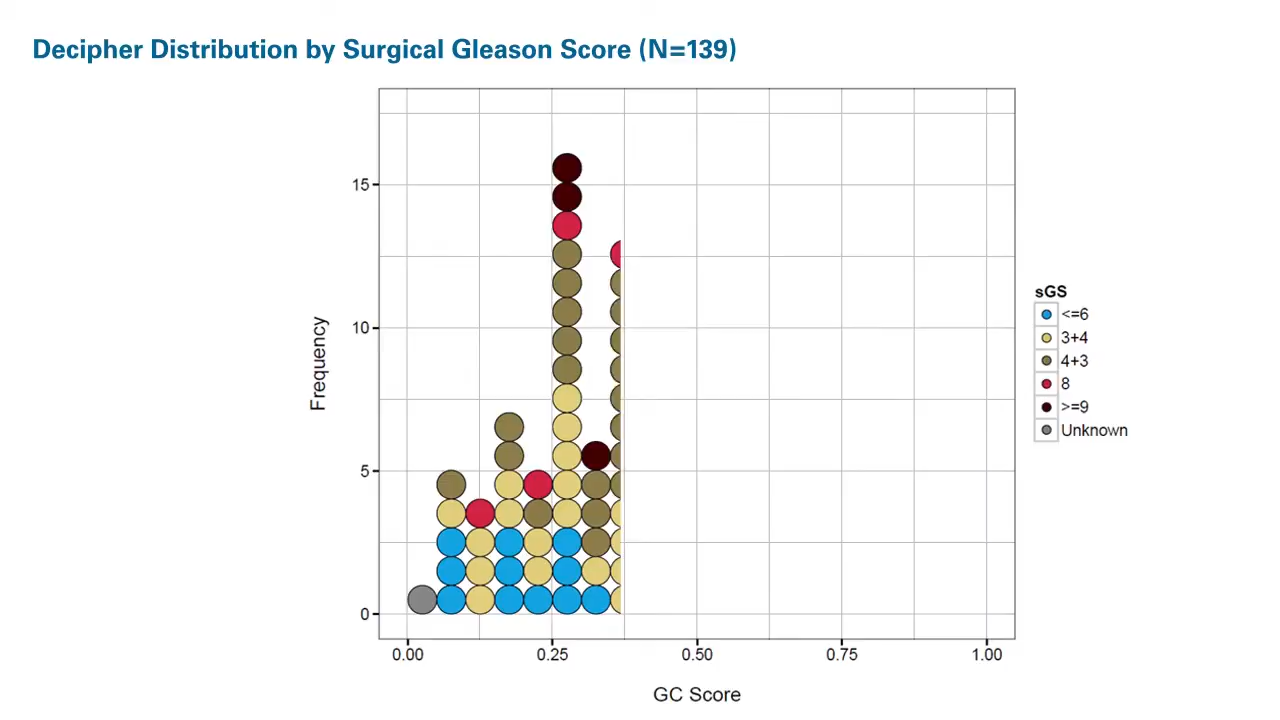 Decipher Distribution by Surgical Gleason Score (N=139)
15
10
5
0
Frequency
0.00 0.25 0.50 0.75 1.00
GC Score
sGS
<=6
3+4
4+3
8
>=9
Unknown